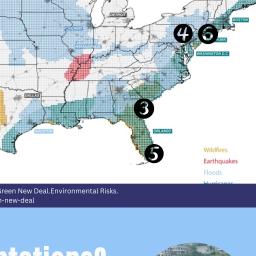 BOSTON
4
6
WASHINGTON D.C.
DALLAS
3
HOUSTON
ORLANDO
5
Wildfires
Earthquakes
Floods
Hurricanes
Green New Deal.Environmental Risks.
n-new-deal